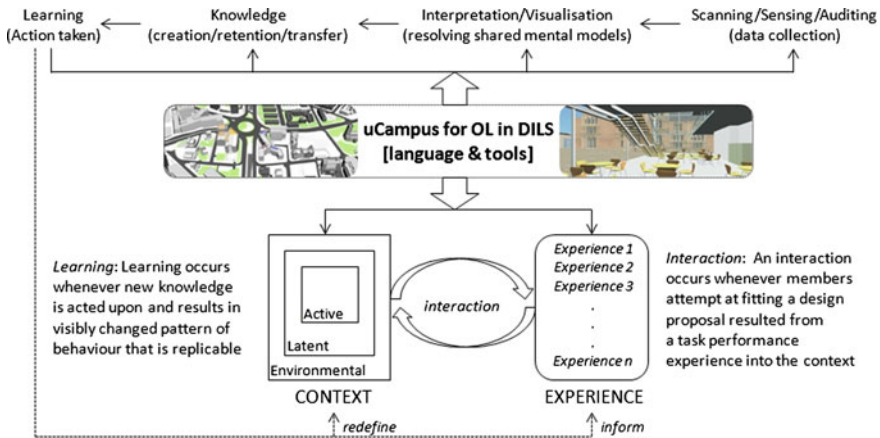 Learning
(Action taken)
Knowledge
(creation/retention/transfer)
Interpretation/Visualisation
(resolving shared mental models)
Scanning/Sensing/Auditing
(data collection)
uCampus for OL in DILS
[language & tools]
Learning: Learning occurs
whenever new knowledge
is acted upon and results in
visibly changed pattern of
behaviour that is replicable
Active
Latent
Environmental
CONTEXT
interaction
Experience 1
Experience 2
Experience 3
.
.
.
Experience n
EXPERIENCE
Interaction: An interaction
occurs whenever members
attempt at fitting a design
proposal resulted from
a task performance
experience into the context
redefine
inform